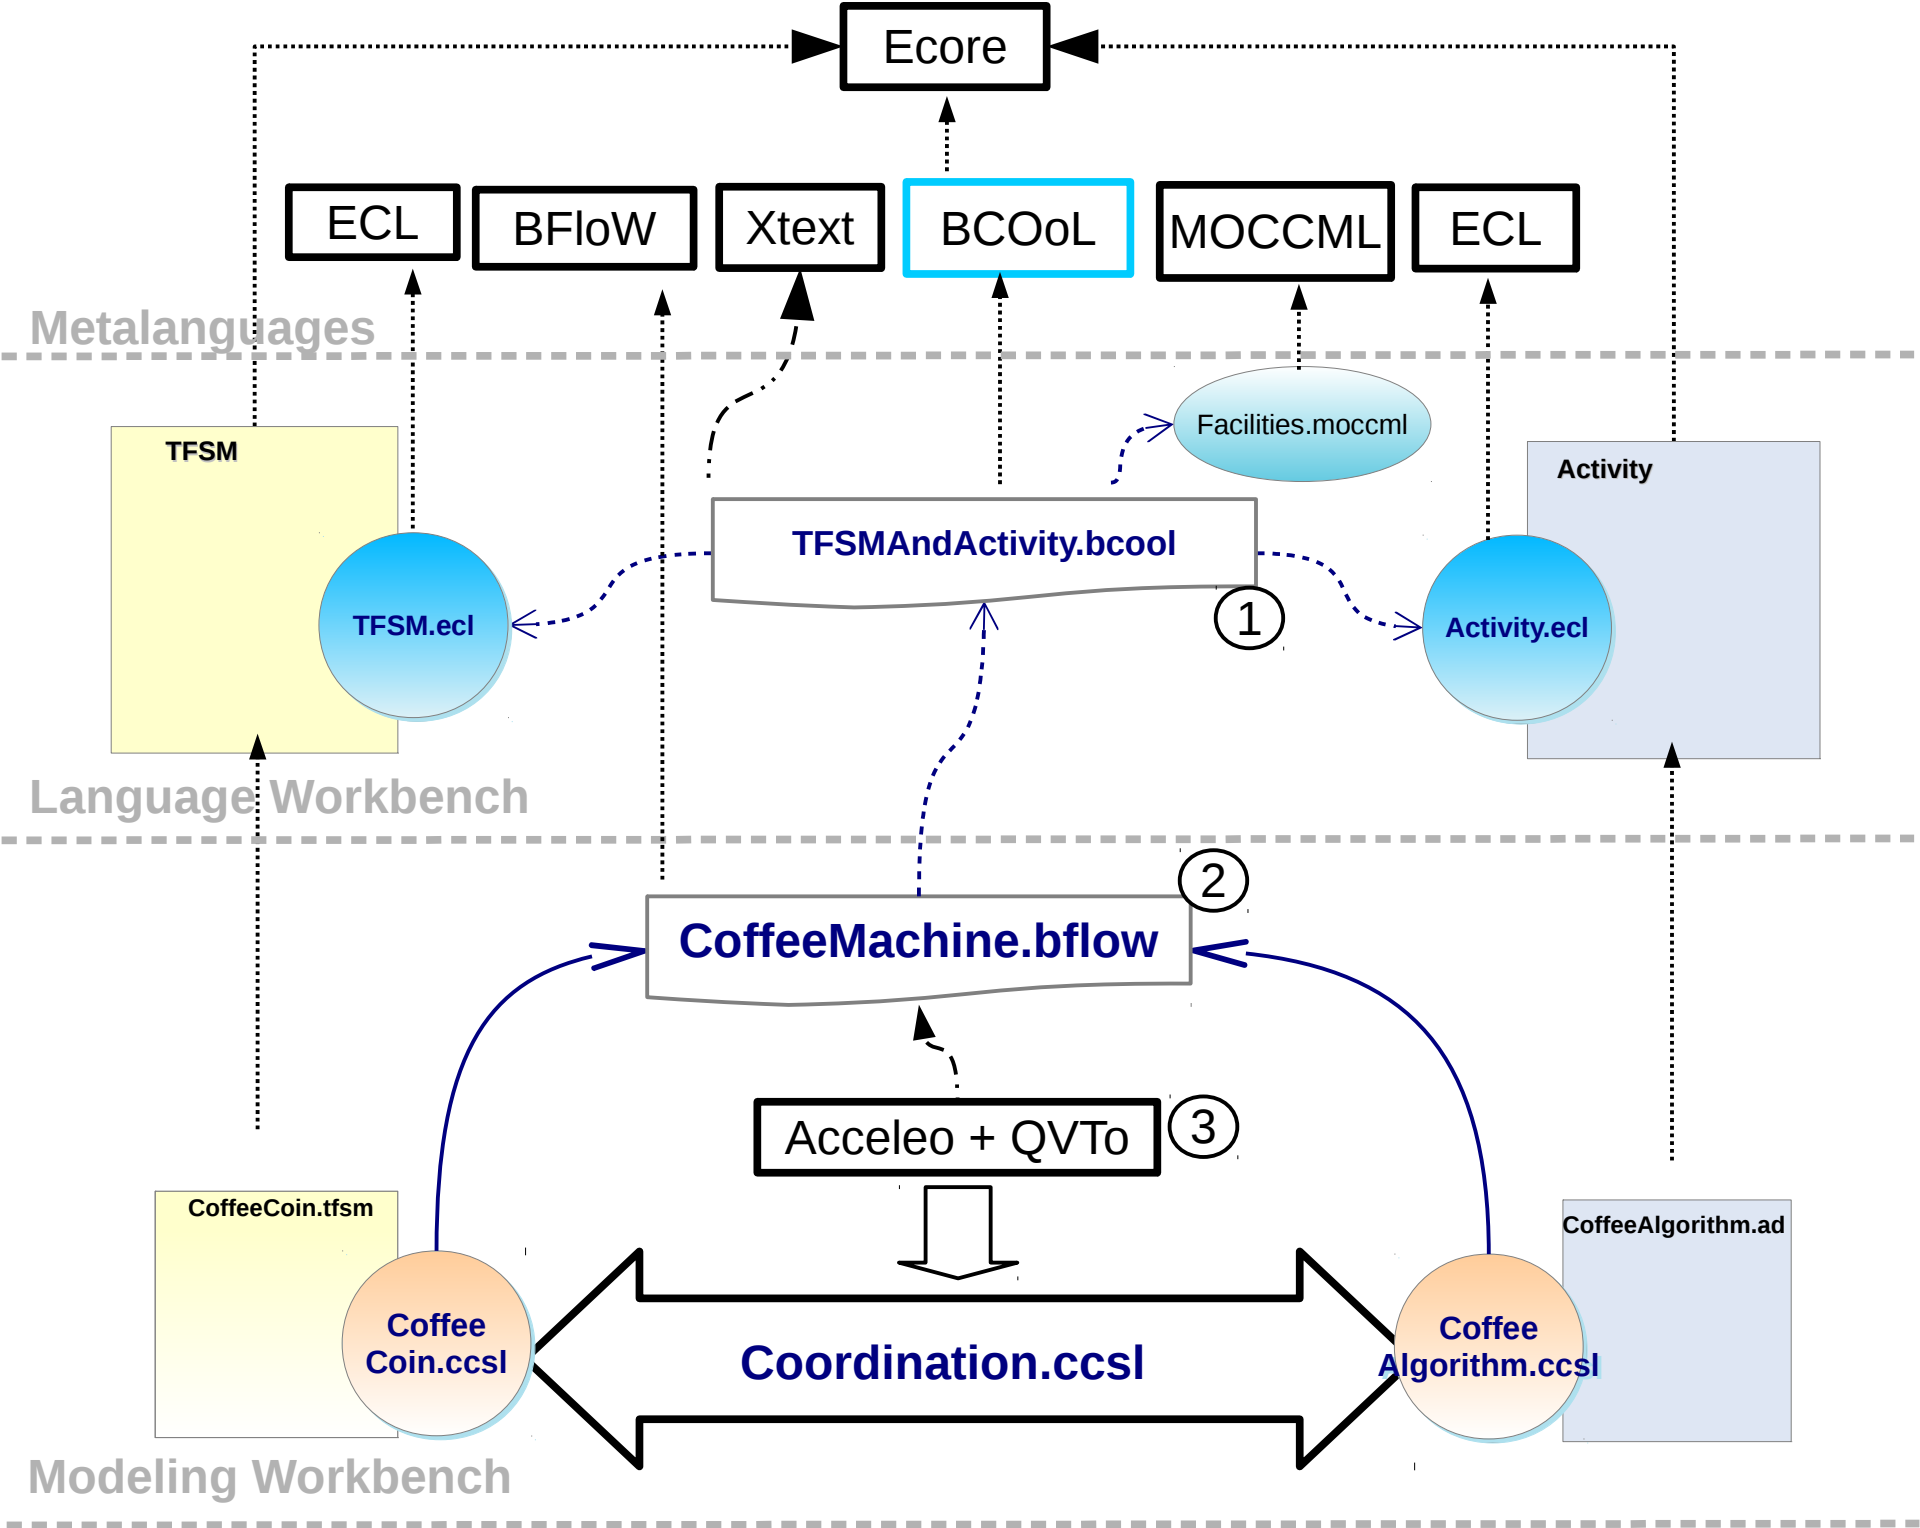 Ecore
ECL
BFloW
Xtext
BCOoL
MOCCML
ECL
Metalanguages
Facilities.moccml
TFSM
Activity
TFSMAndActivity.bcool
1
TFSM.ecl
Activity.ecl
Language Workbench
2
CoffeeMachine.bflow
Acceleo + QVTo
3
CoffeeCoin.tfsm
CoffeeAlgorithm.ad
Coffee
Coin.ccsl
Coordination.ccsl
Coffee
Algorithm.ccsl
Modeling Workbench